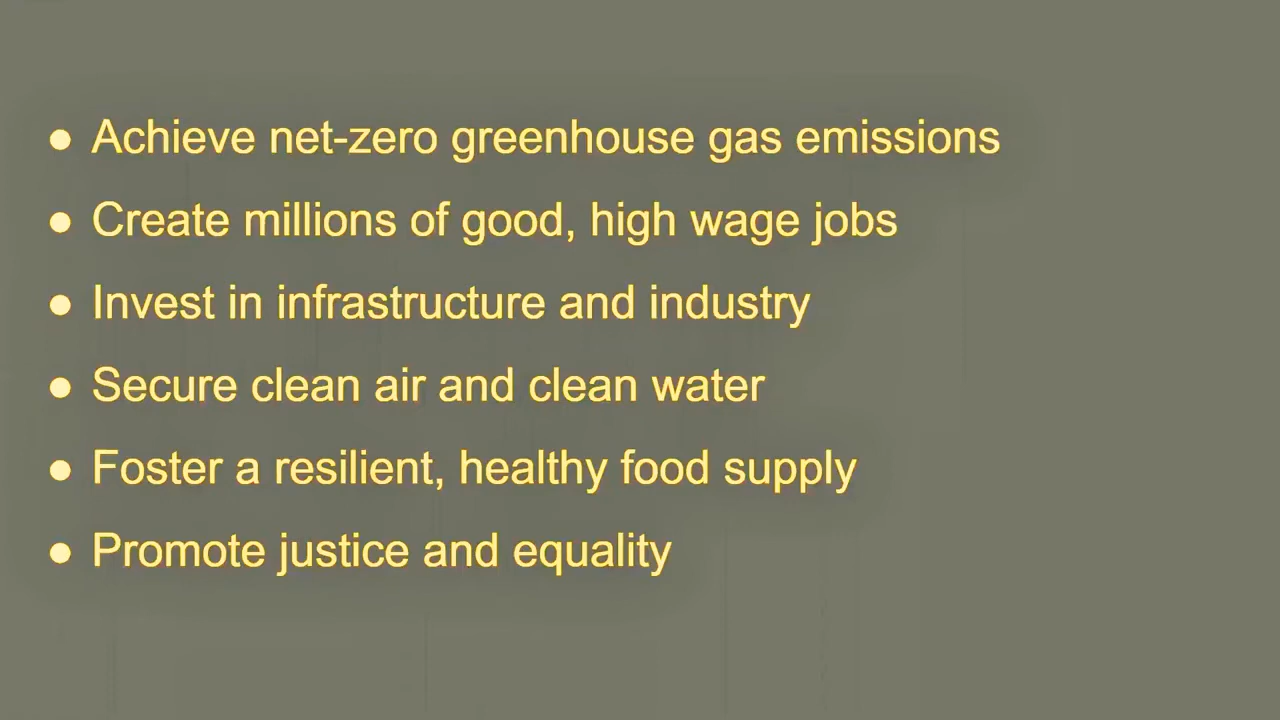 ● Achieve net-zero greenhouse gas emissions
● Create millions of good, high wage jobs
● Invest in infrastructure and industry
● Secure clean air and clean water
● Foster a resilient, healthy food supply
● Promote justice and equality